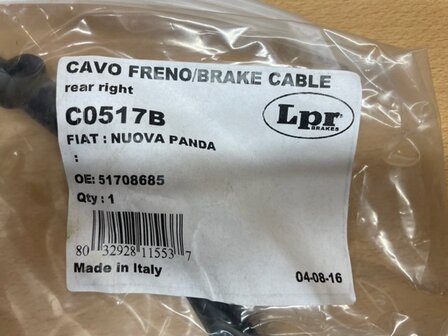 CAVO FRENO/BRAKE CABLE
rear right
C0517B
Lpr
BRAKES
FIAT : NUOVA PANDA
:
OE: 51708685
Qty : 1
80 32928 11553 7
Made in Italy
04-08-16